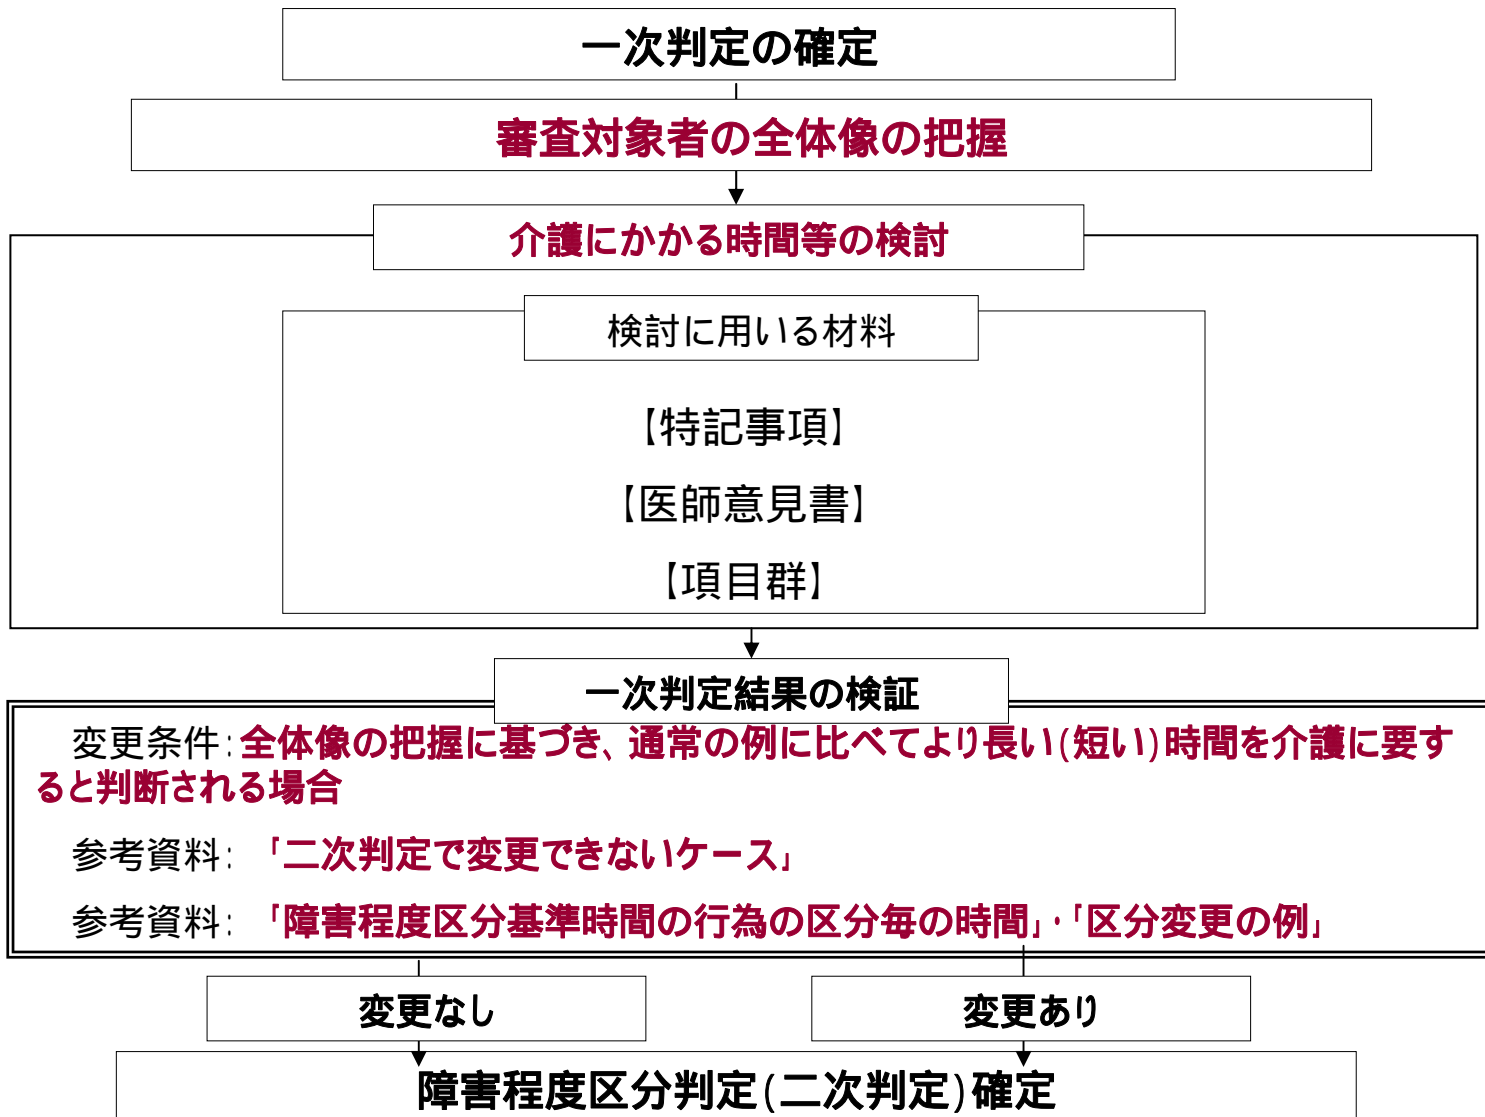 一次判定の確定
審査対象者の全体像の把握
介護にかかる時間等の検討
検討に用いる材料
【特記事項】
【医師意見書】
【項目群】
一次判定結果の検証
変更条件:全体像の把握に基づき、通常の例に比べてより長い(短い)時間を介護に要す
ると判断される場合
参考資料: 「二次判定で変更できないケース」
参考資料: 「障害程度区分基準時間の行為の区分毎の時間」・「区分変更の例」
変更なし
変更あり
障害程度区分判定(二次判定)確定